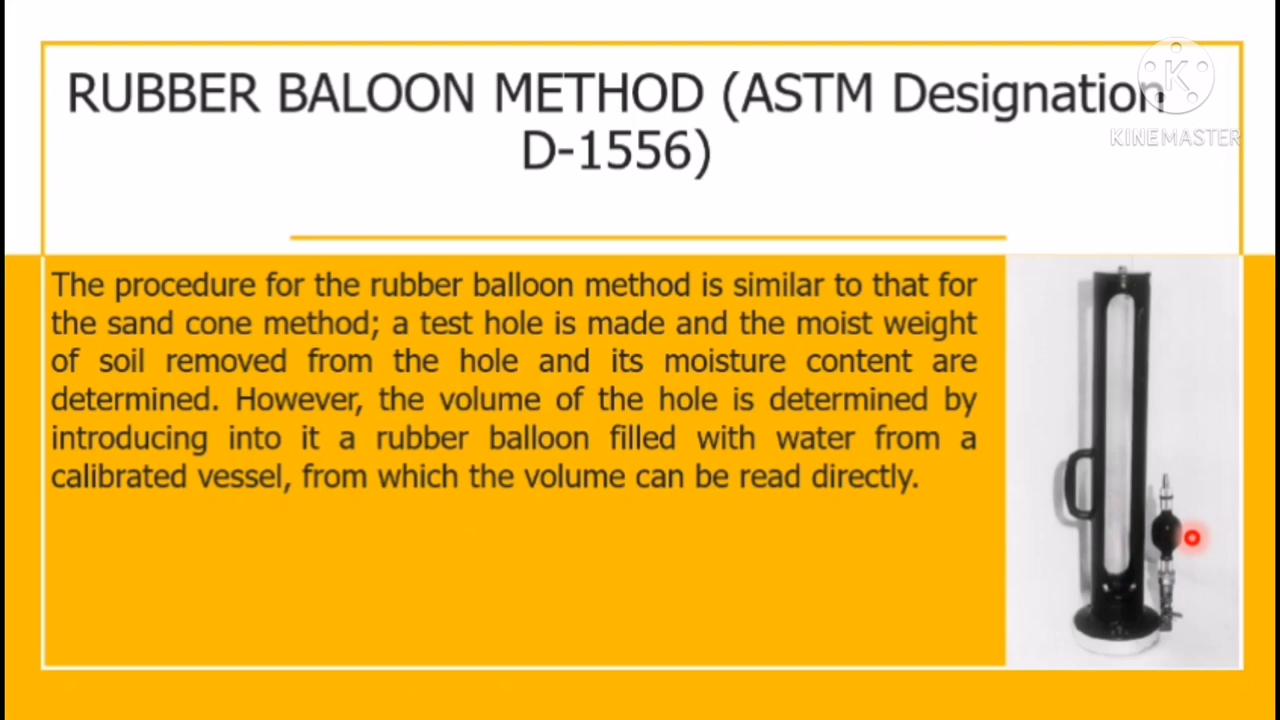 RUBBER BALOON METHOD (ASTM Designation
D-1556)
K
KINEMASTER
The procedure for the rubber balloon method is similar to that for
the sand cone method; a test hole is made and the moist weight
of soil removed from the hole and its moisture content are
determined. However, the volume of the hole is determined by
introducing into it a rubber balloon filled with water from a
calibrated vessel, from which the volume can be read directly.